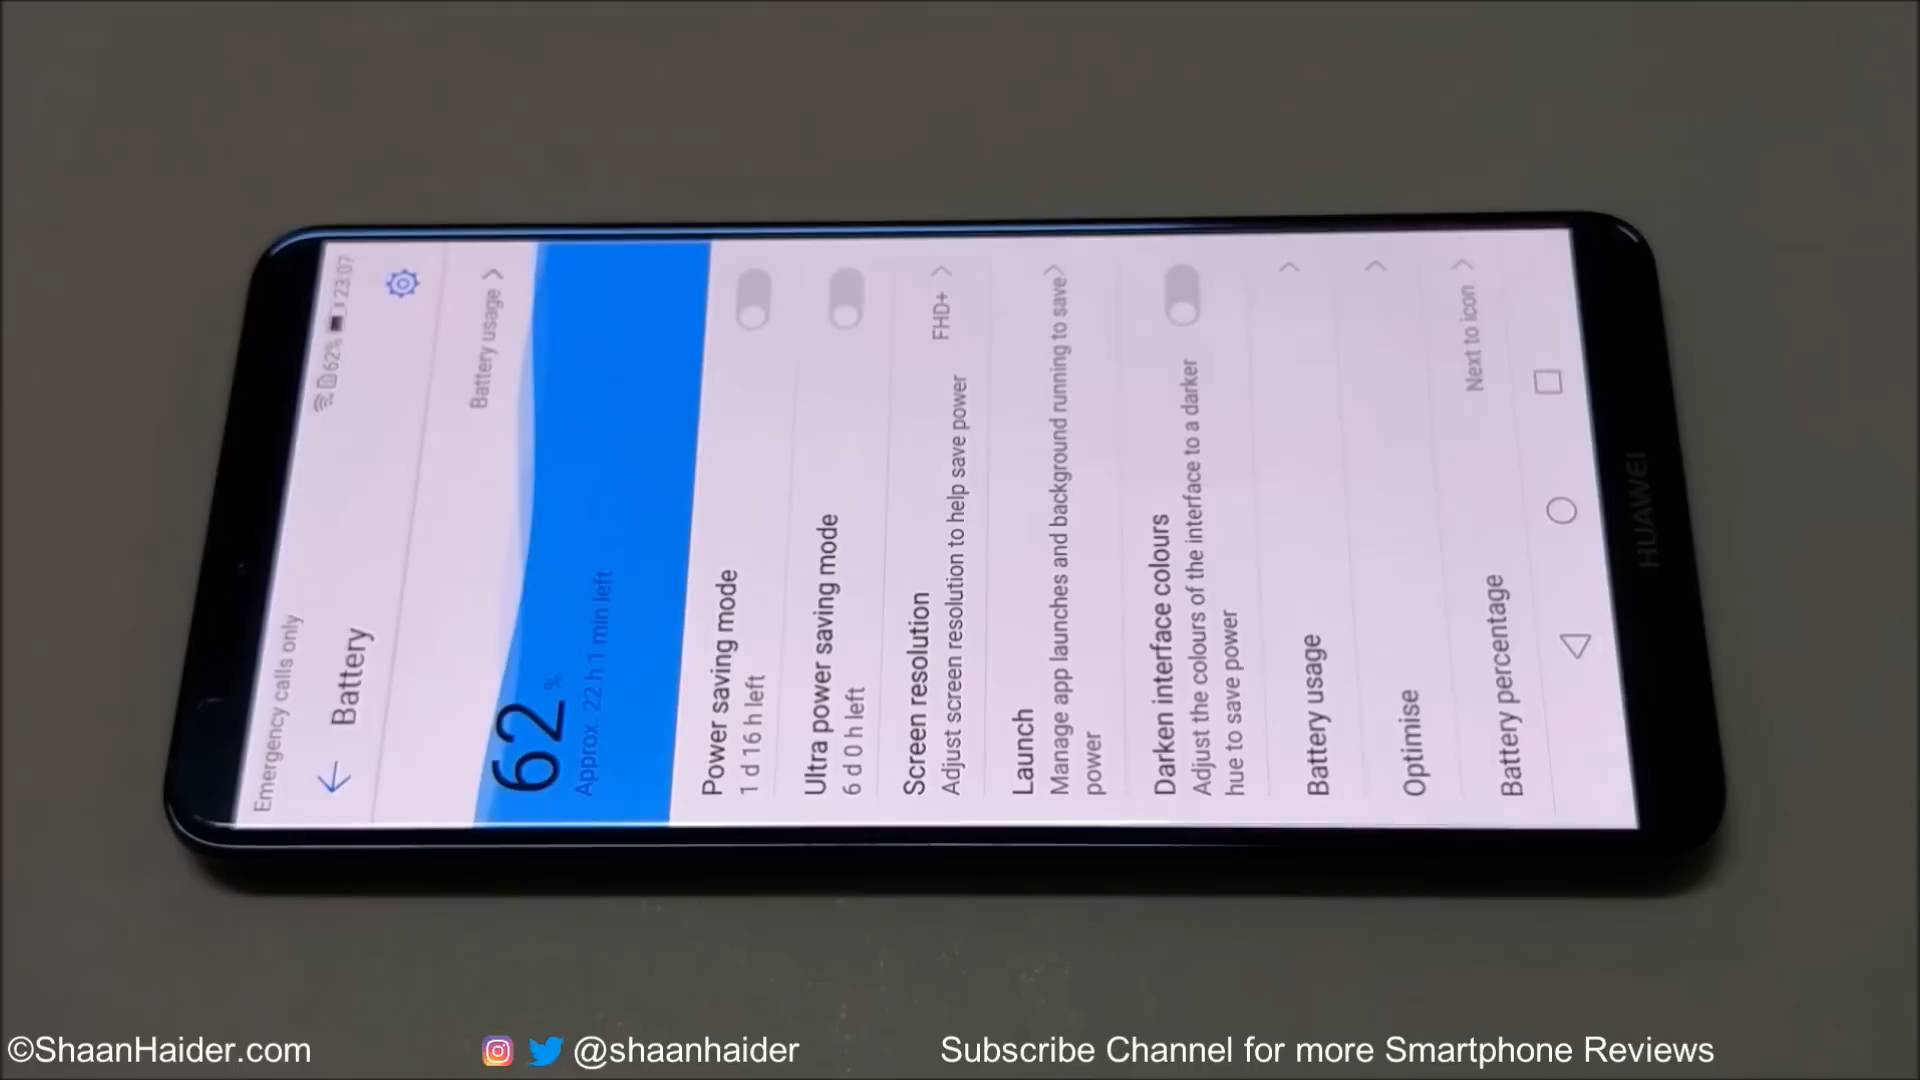 Emergency calls only
62% 23:07
Battery
Battery usage
62 %
Approx. 22 h 1 min left
Power saving mode
1 d 16 h left
Ultra power saving mode
6 d 0 h left
Screen resolution
Adjust screen resolution to help save power
FHD+
Launch
Manage app launches and background running to save
power
Darken interface colours
Adjust the colours of the interface to a darker
hue to save power
Battery usage
Optimise
Battery percentage
Next to icon
HUAWEI
©ShaanHaider.com
@shaanhaider
Subscribe Channel for more Smartphone Reviews